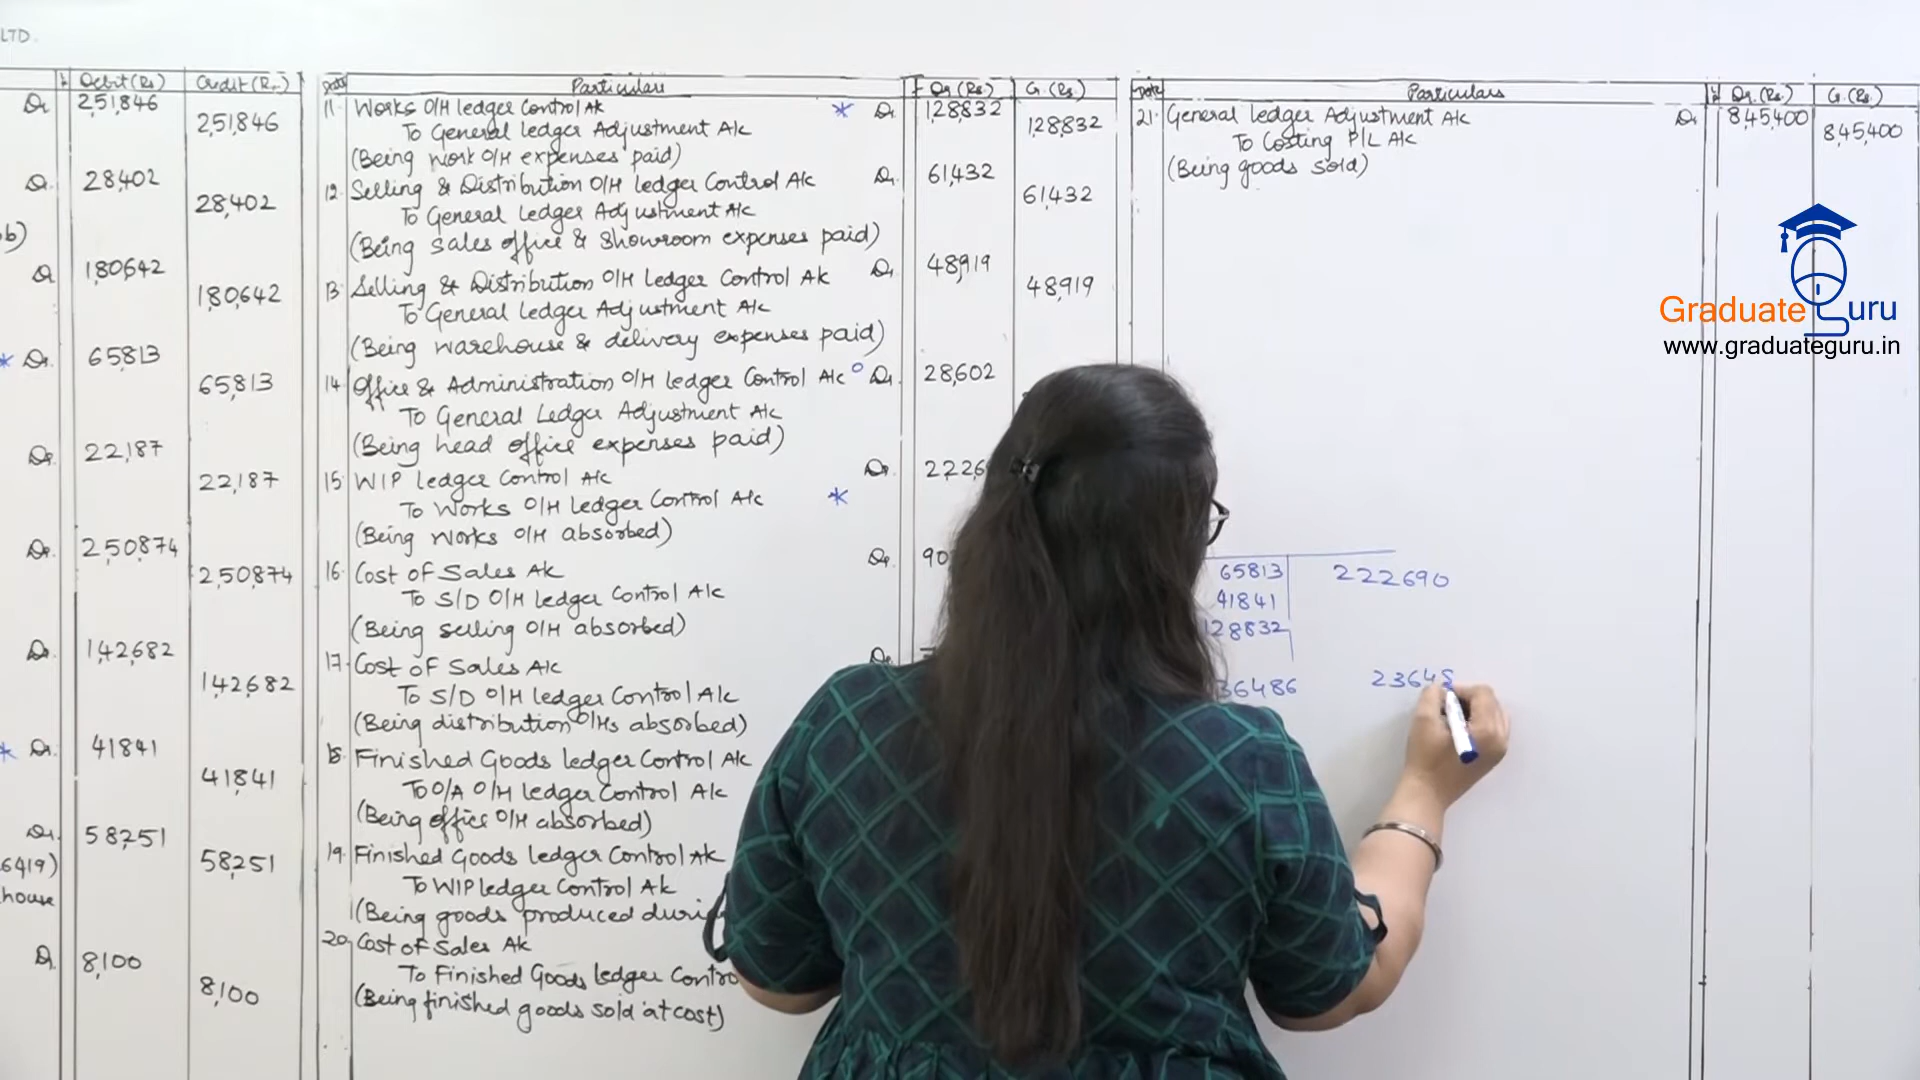 LTD.
Debit (Rs) Credit (Rs.)
Dr 2,51,846
2,51,846
Dr. 28,402
28,402
Dr 1,80,642
1,80,642
* Dr. 65813
65813
Dr. 22,187
22,187
Dr. 2,50,874
2,50,874
Dr. 1,42,682
1,42,682
* Dr. 41841
41,841
Dr. 58,251
6419) 58,251
house
Dr. 8,100
8,100
Date Particulars Dr (Rs.) Cr. (Rs.)
11. Works O/H ledger Control A/c * Dr 1,28,832
To General ledger Adjustment A/c 1,28,832
(Being work O/H expenses paid)
12. Selling & Distribution O/H ledger Control A/c Dr 61,432
To General ledger Adjustment A/c 61,432
(Being sales office & showroom expenses paid)
13. Selling & Distribution O/H Ledger Control A/c Dr 48,919
To General ledger Adjustment A/c 48,919
(Being warehouse & delivery expenses paid)
14. Office & Administration O/H ledger Control A/c Dr. 28,602
To General Ledger Adjustment A/c
(Being head office expenses paid)
15. WIP ledger Control A/c Dr.
To Works O/H Ledger Control A/c *
(Being Works O/H absorbed)
16. Cost of Sales A/c Dr
To S/D O/H ledger Control A/c
(Being selling O/H absorbed)
17. Cost of Sales A/c Dr
To S/D O/H ledger Control A/c
(Being distribution O/Hs absorbed)
18. Finished Goods ledger Control A/c
To O/A O/H ledger Control A/c
(Being office O/H absorbed)
19. Finished Goods ledger Control A/c
To WIP ledger Control A/c
(Being goods produced
20. Cost of Sales A/c
To Finished Goods ledger
(Being finished goods sold at cost)
Date Particulars Dr. (Rs.) Cr. (Rs.)
21. General ledger Adjustment A/c Dr 8,45,400
To Costing P/L A/c 8,45,400
(Being goods sold)
65813 222690
41841
128832
36486 23648
Graduate Guru
www.graduateguru.in